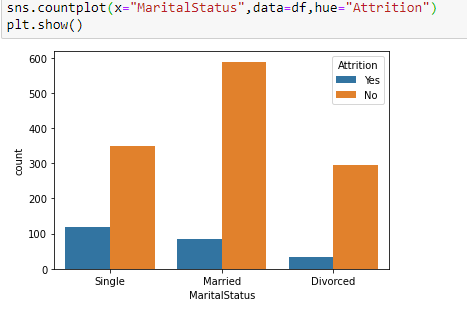 sns.countplot(x="MaritalStatus",data=df,hue="Attrition")
plt.show()
600
500
400
300
200
100
0
count
Attrition
Yes
No
Single Married Divorced
MaritalStatus